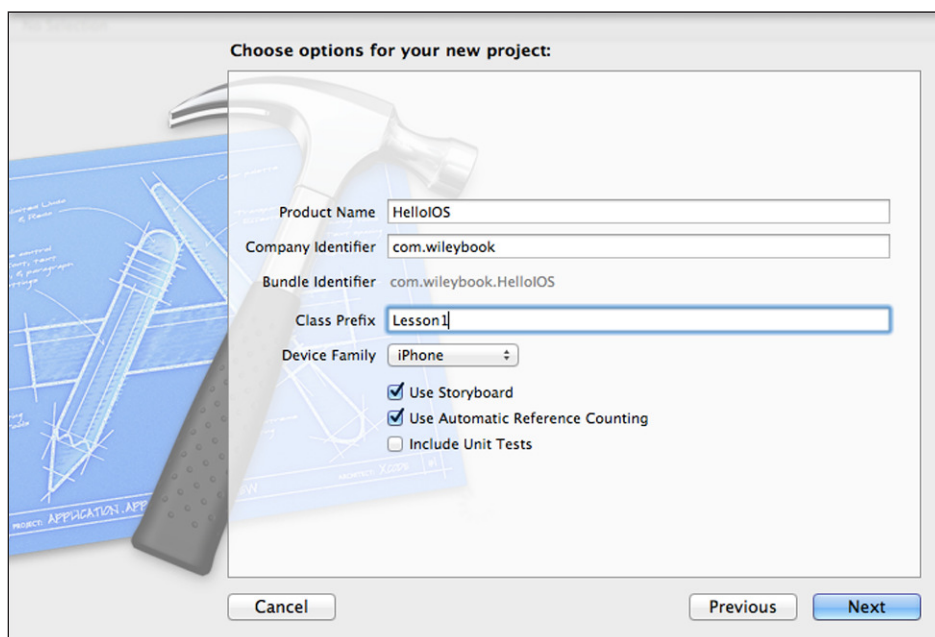 No Selection
Choose options for your new project:
Product Name HelloIOS
Company Identifier com.wileybook
Bundle Identifier com.wileybook.HelloIOS
Class Prefix Lesson1
Device Family iPhone
Use Storyboard
Use Automatic Reference Counting
Include Unit Tests
PROJECT: APPLICATION.APP
Cancel Previous Next